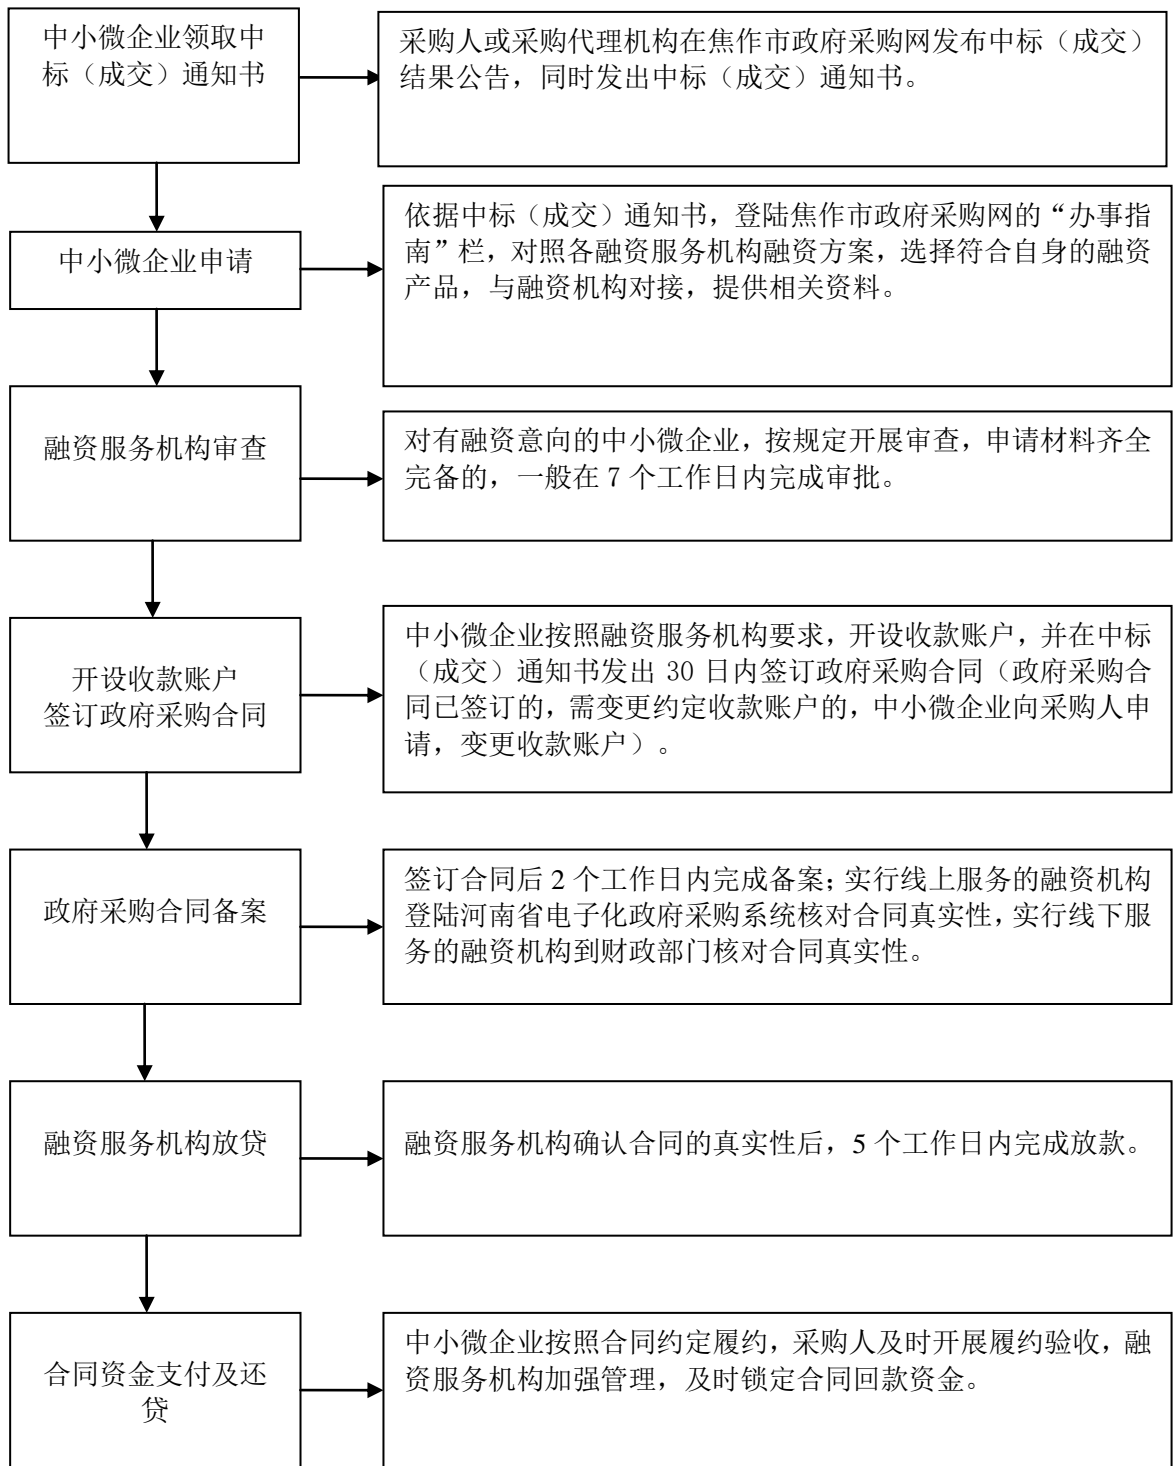 中小微企业领取中
标（成交）通知书
采购人或采购代理机构在焦作市政府采购网发布中标（成交）
结果公告，同时发出中标（成交）通知书。
中小微企业申请
依据中标（成交）通知书，登陆焦作市政府采购网的“办事指
南”栏，对照各融资服务机构融资方案，选择符合自身的融资
产品，与融资机构对接，提供相关资料。
融资服务机构审查
对有融资意向的中小微企业，按规定开展审查，申请材料齐全
完备的，一般在 7 个工作日内完成审批。
开设收款账户
签订政府采购合同
中小微企业按照融资服务机构要求，开设收款账户，并在中标
（成交）通知书发出 30 日内签订政府采购合同（政府采购合
同已签订的，需变更约定收款账户的，中小微企业向采购人申
请，变更收款账户）。
政府采购合同备案
签订合同后 2 个工作日内完成备案；实行线上服务的融资机构
登陆河南省电子化政府采购系统核对合同真实性，实行线下服
务的融资机构到财政部门核对合同真实性。
融资服务机构放贷
融资服务机构确认合同的真实性后，5 个工作日内完成放款。
合同资金支付及还
贷
中小微企业按照合同约定履约，采购人及时开展履约验收，融
资服务机构加强管理，及时锁定合同回款资金。